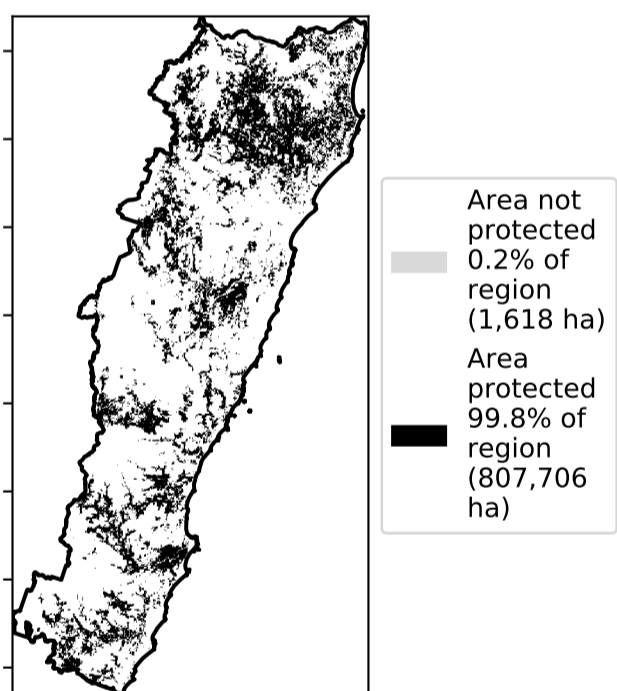 Area not
protected
0.2% of
region
(1,618 ha)
Area
protected
99.8% of
region
(807,706
ha)